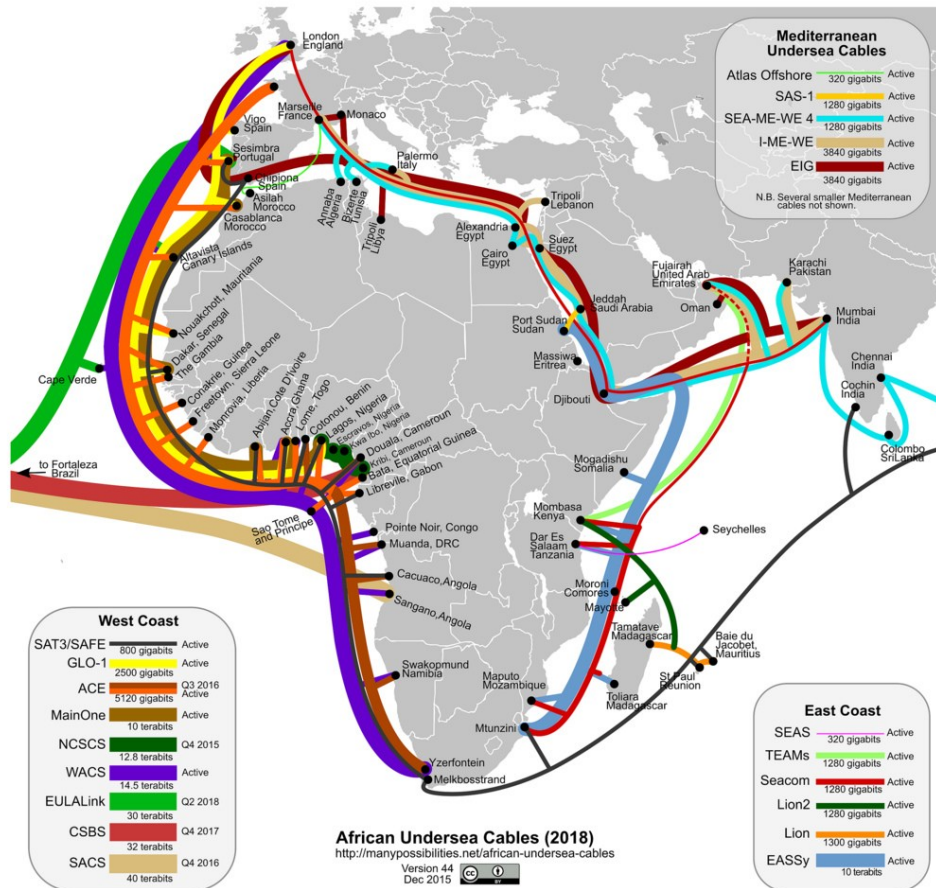 London
England
Vigo
Spain
Sesimbra
Portugal
Chipiona
Spain
Asilah
Morocco
Casablanca
Morocco
Altavista
Canary Islands
Marseille
France
Monaco
Palermo
Italy
Annaba
Algeria
Bizerte
Tunisia
Tripoli
Libya
Tripoli
Lebanon
Alexandria
Egypt
Cairo
Egypt
Suez
Egypt
Jeddah
Saudi Arabia
Port Sudan
Sudan
Massiwa
Eritrea
Djibouti
Fujairah
United Arab
Emirates
Oman
Karachi
Pakistan
Mumbai
India
Chennai
India
Cochin
India
Colombo
SriLanka
Mediterranean
Undersea Cables
Atlas Offshore
320 gigabits
Active
SAS-1
1280 gigabits
Active
SEA-ME-WE 4
1280 gigabits
Active
I-ME-WE
3840 gigabits
Active
EIG
3840 gigabits
Active
N.B. Several smaller Mediterranean
cables not shown.
Nouakchott, Mauritania
Dakar, Senegal
The Gambia
Cape Verde
Conakrie, Guinea
Freetown, Sierra Leone
Monrovia, Liberia
Abijan,Cote D'Ivoire
Accra,Ghana
Lome, Togo
Cotonou, Benin
Lagos, Nigeria
Escravos, Nigeria
Kwa Ibo, Nigeria
Douala, Cameroun
Kribi, Cameroun
Bata, Equatorial Guinea
Libreville, Gabon
to Fortaleza
Brazil
Sao Tome
and Principe
Pointe Noir, Congo
Muanda, DRC
Cacuaco,Angola
Sangano,Angola
Swakopmund
Namibia
Yzerfontein
Melkbosstrand
Mogadishu
Somalia
Mombasa
Kenya
Dar Es
Salaam
Tanzania
Seychelles
Moroni
Comores
Mayotte
Tamatave
Madagascar
Baie du
Jacobet,
Mauritius
St Paul
Reunion
Maputo
Mozambique
Toliara
Madagascar
Mtunzini
West Coast
SAT3/SAFE
800 gigabits
Active
GLO-1
2500 gigabits
Active
ACE
5120 gigabits
Q3 2016
Active
MainOne
10 terabits
Active
NCSCS
12.8 terabits
Q4 2015
WACS
14.5 terabits
Active
EULALink
30 terabits
Q2 2018
CSBS
32 terabits
Q4 2017
SACS
40 terabits
Q4 2016
East Coast
SEAS
320 gigabits
Active
TEAMs
1280 gigabits
Active
Seacom
1280 gigabits
Active
Lion2
1280 gigabits
Active
Lion
1300 gigabits
Active
EASSy
10 terabits
Active
African Undersea Cables (2018)
http://manypossibilities.net/african-undersea-cables
Version 44
Dec 2015
cc
BY